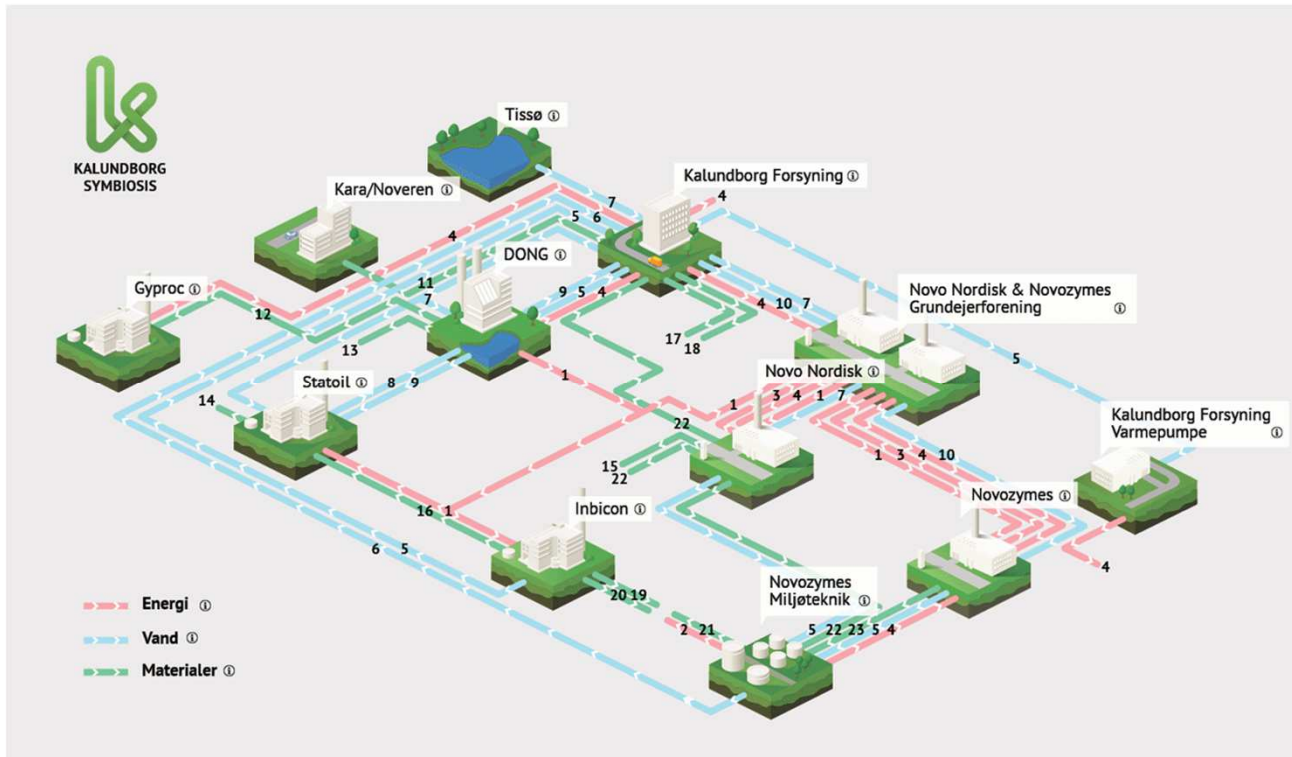 KALUNDBORG
SYMBIOSIS
Tissø
Kara/Noveren
Kalundborg Forsyning
4
7
5 6
4
DONG
Gyproc
11
7
9 5 4
Novo Nordisk & Novozymes
Grundejerforening
12
4 10 7
13
17
18
5
Statoil
8 9
1
Novo Nordisk
14
1 3 4 1 7
Kalundborg Forsyning
Varmepumpe
22
15
22
1 3 4 10
Novozymes
16 1
Inbicon
6 5
4
Novozymes
Miljøteknik
20 19
2 21
5 22 23 5 4
Energi
Vand
Materialer